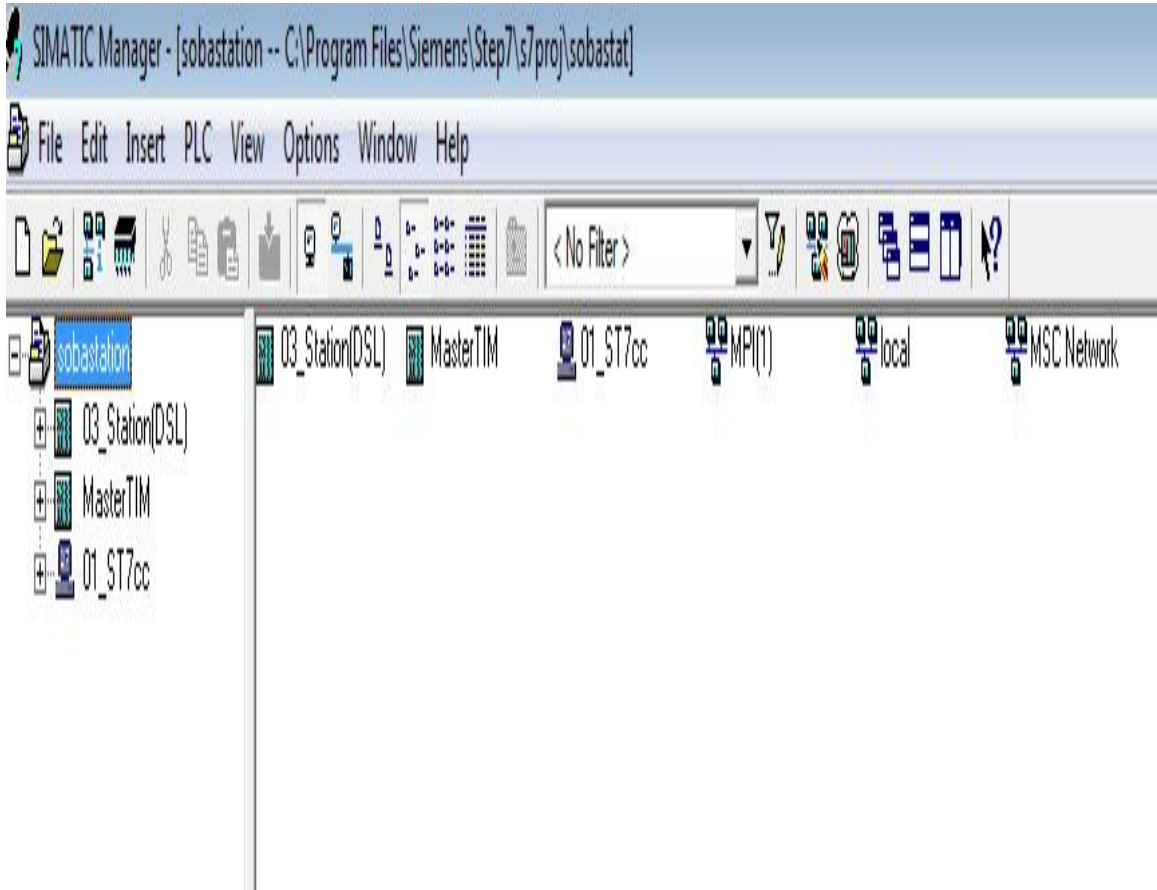 SIMATIC Manager - [sobastation -- C:\Program Files\Siemens\Step7\s7proj\sobastat]
File Edit Insert PLC View Options Window Help
< No Filter >
sobastation
03_Station(DSL)
MasterTIM
01_ST7cc
03_Station(DSL) MasterTIM 01_ST7cc MPI(1) local MSC Network